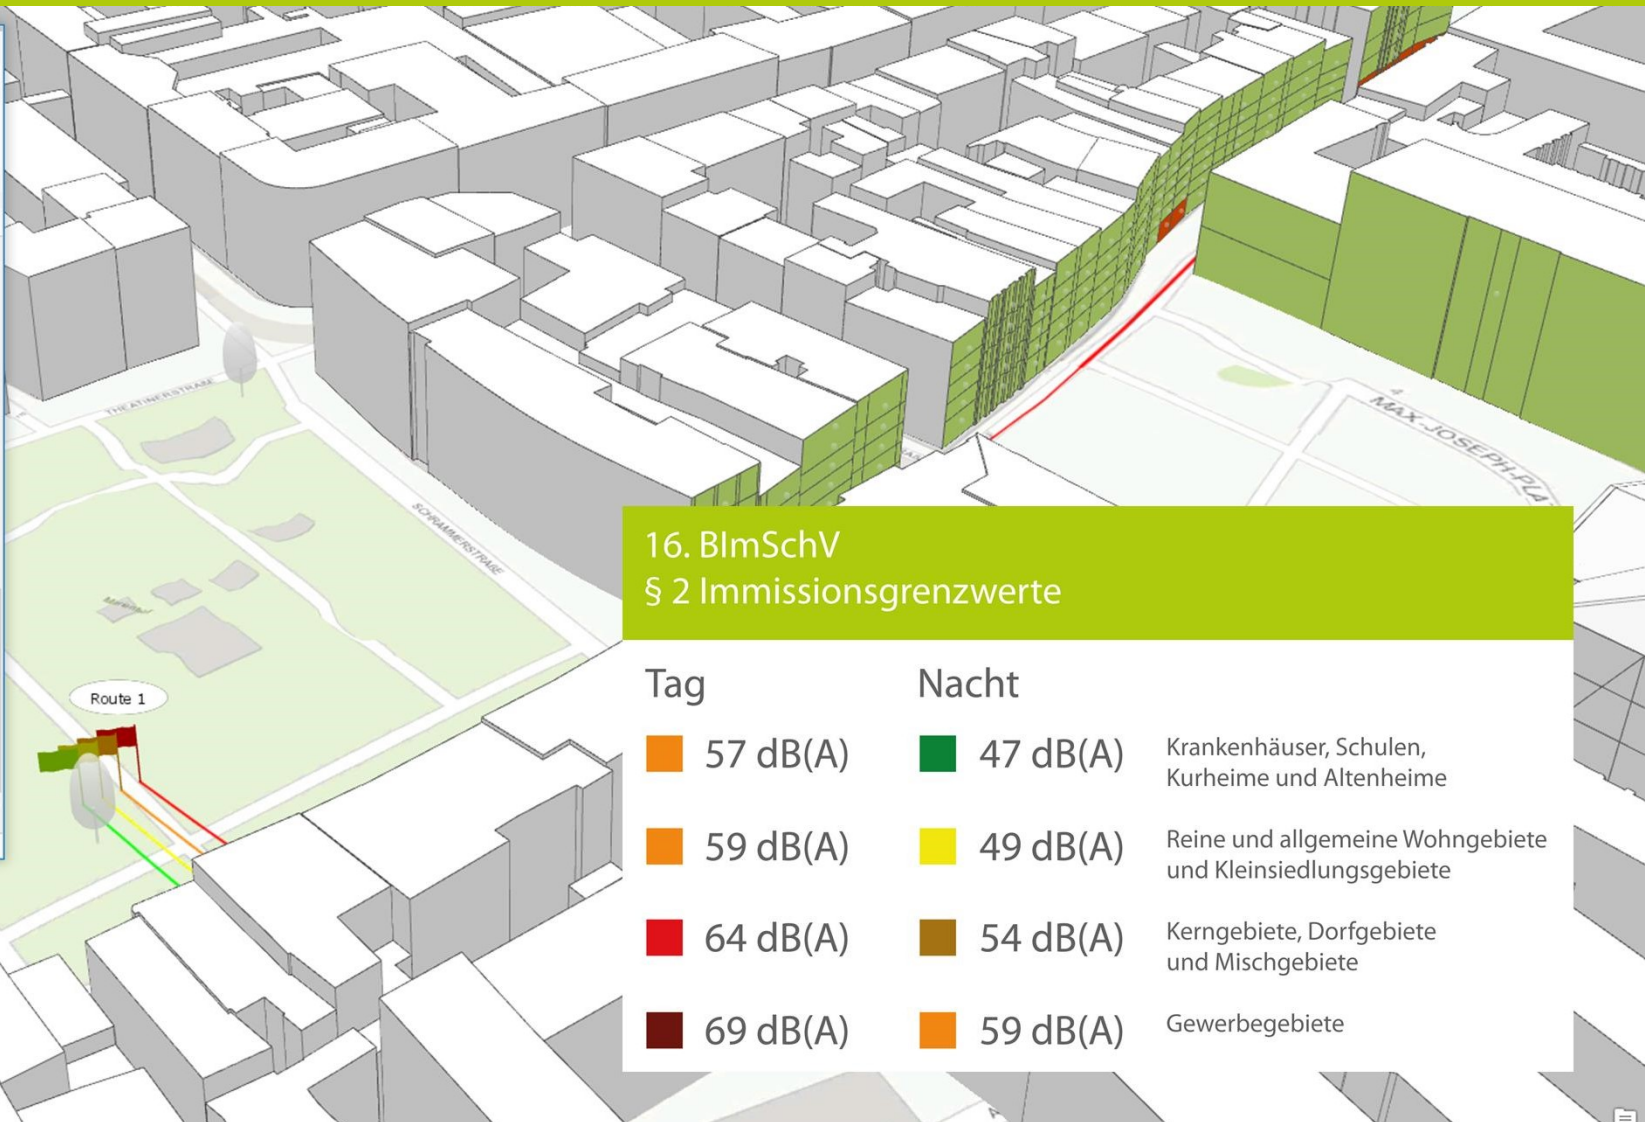 THEATINERSTRAßE
SCHRAMMERSTRAßE
MAX-JOSEPH-PLA
Route 1
16. BImSchV
§ 2 Immissionsgrenzwerte
Tag Nacht
57 dB(A) 47 dB(A) Krankenhäuser, Schulen,
Kurheime und Altenheime
59 dB(A) 49 dB(A) Reine und allgemeine Wohngebiete
und Kleinsiedlungsgebiete
64 dB(A) 54 dB(A) Kerngebiete, Dorfgebiete
und Mischgebiete
69 dB(A) 59 dB(A) Gewerbegebiete